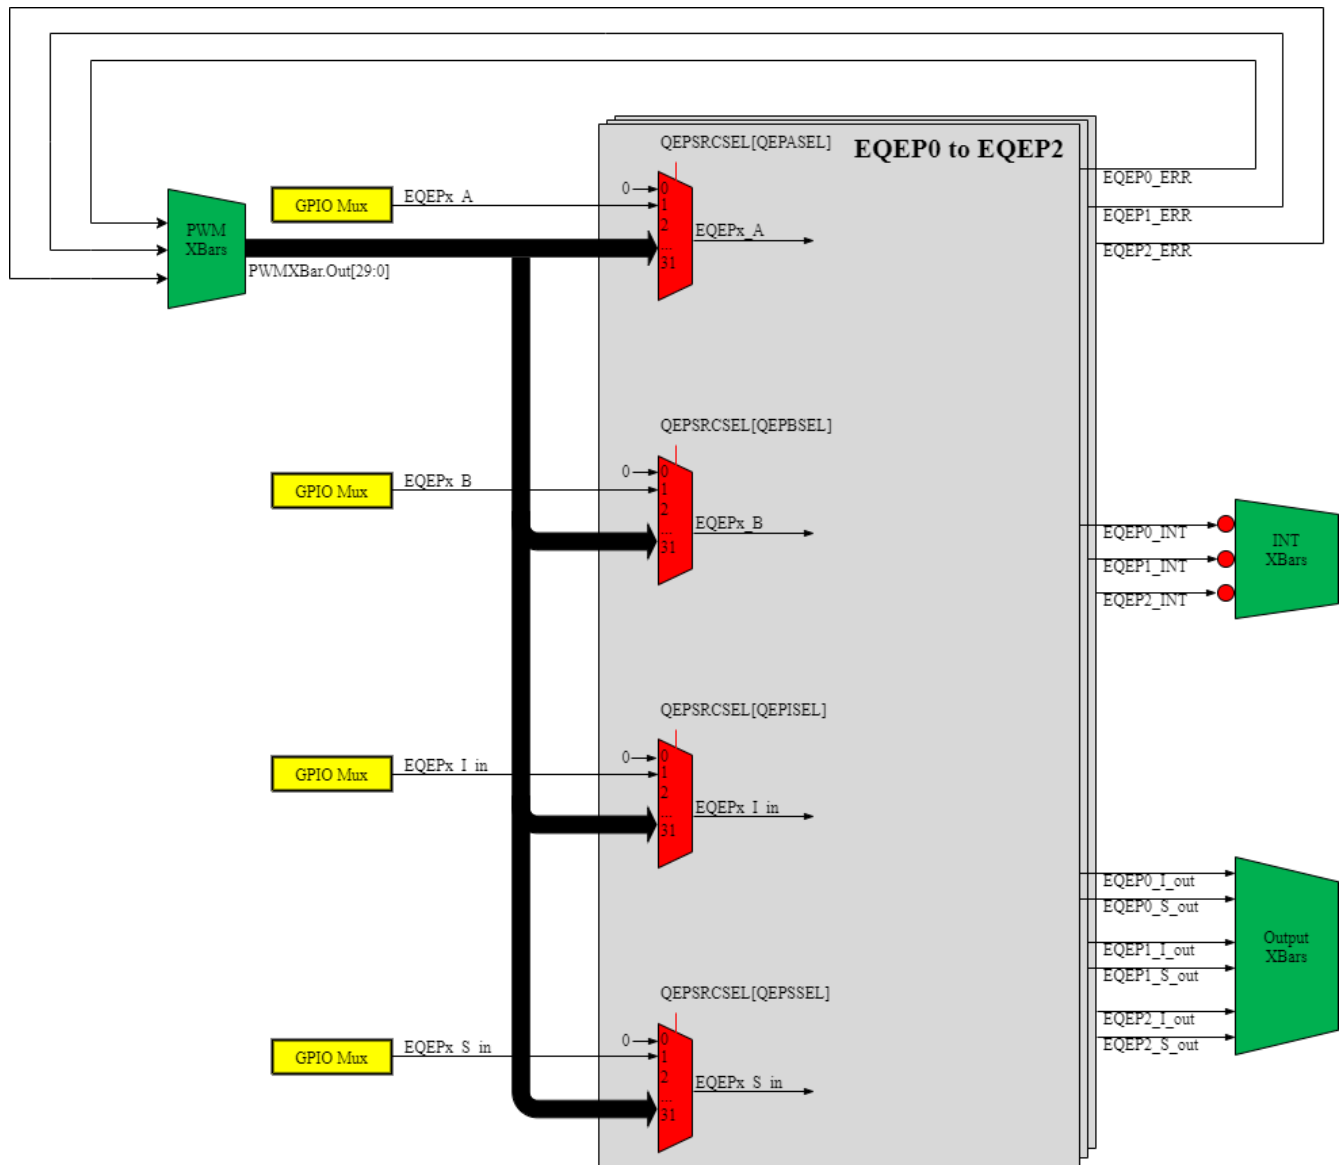 QEPSRCSEL[QEPASEL]
EQEP0 to EQEP2
EQEP0_ERR
EQEP1_ERR
EQEP2_ERR
PWM
XBars
PWMXBar.Out[29:0]
GPIO Mux
EQEPx_A
0
0
1
2
...
31
EQEPx_A
QEPSRCSEL[QEPBSEL]
GPIO Mux
EQEPx_B
0
0
1
2
...
31
EQEPx_B
EQEP0_INT
EQEP1_INT
EQEP2_INT
INT
XBars
QEPSRCSEL[QEPISEL]
GPIO Mux
EQEPx_I_in
0
0
1
2
...
31
EQEPx_I_in
EQEP0_I_out
EQEP0_S_out
EQEP1_I_out
EQEP1_S_out
EQEP2_I_out
EQEP2_S_out
Output
XBars
QEPSRCSEL[QEPSSEL]
GPIO Mux
EQEPx_S_in
0
0
1
2
...
31
EQEPx_S_in